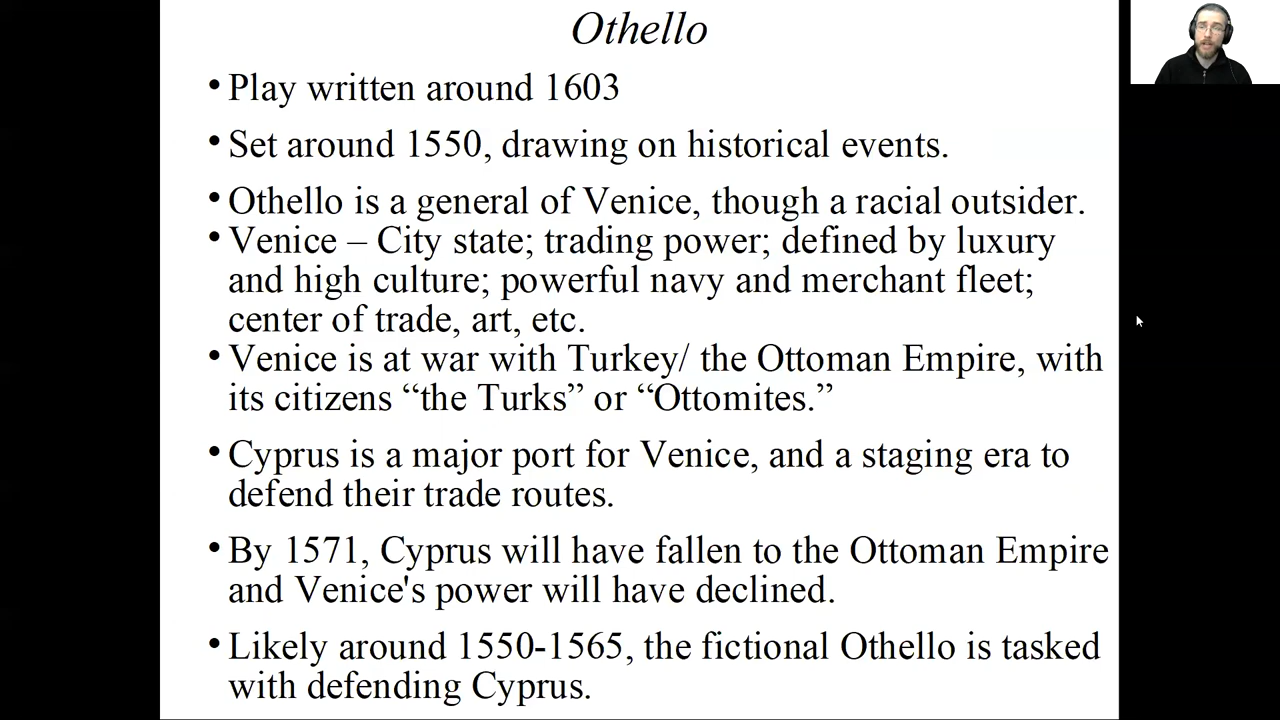 Othello
• Play written around 1603
• Set around 1550, drawing on historical events.
• Othello is a general of Venice, though a racial outsider.
• Venice – City state; trading power; defined by luxury
and high culture; powerful navy and merchant fleet;
center of trade, art, etc.
• Venice is at war with Turkey/ the Ottoman Empire, with
its citizens “the Turks” or “Ottomites.”
• Cyprus is a major port for Venice, and a staging era to
defend their trade routes.
• By 1571, Cyprus will have fallen to the Ottoman Empire
and Venice's power will have declined.
• Likely around 1550-1565, the fictional Othello is tasked
with defending Cyprus.